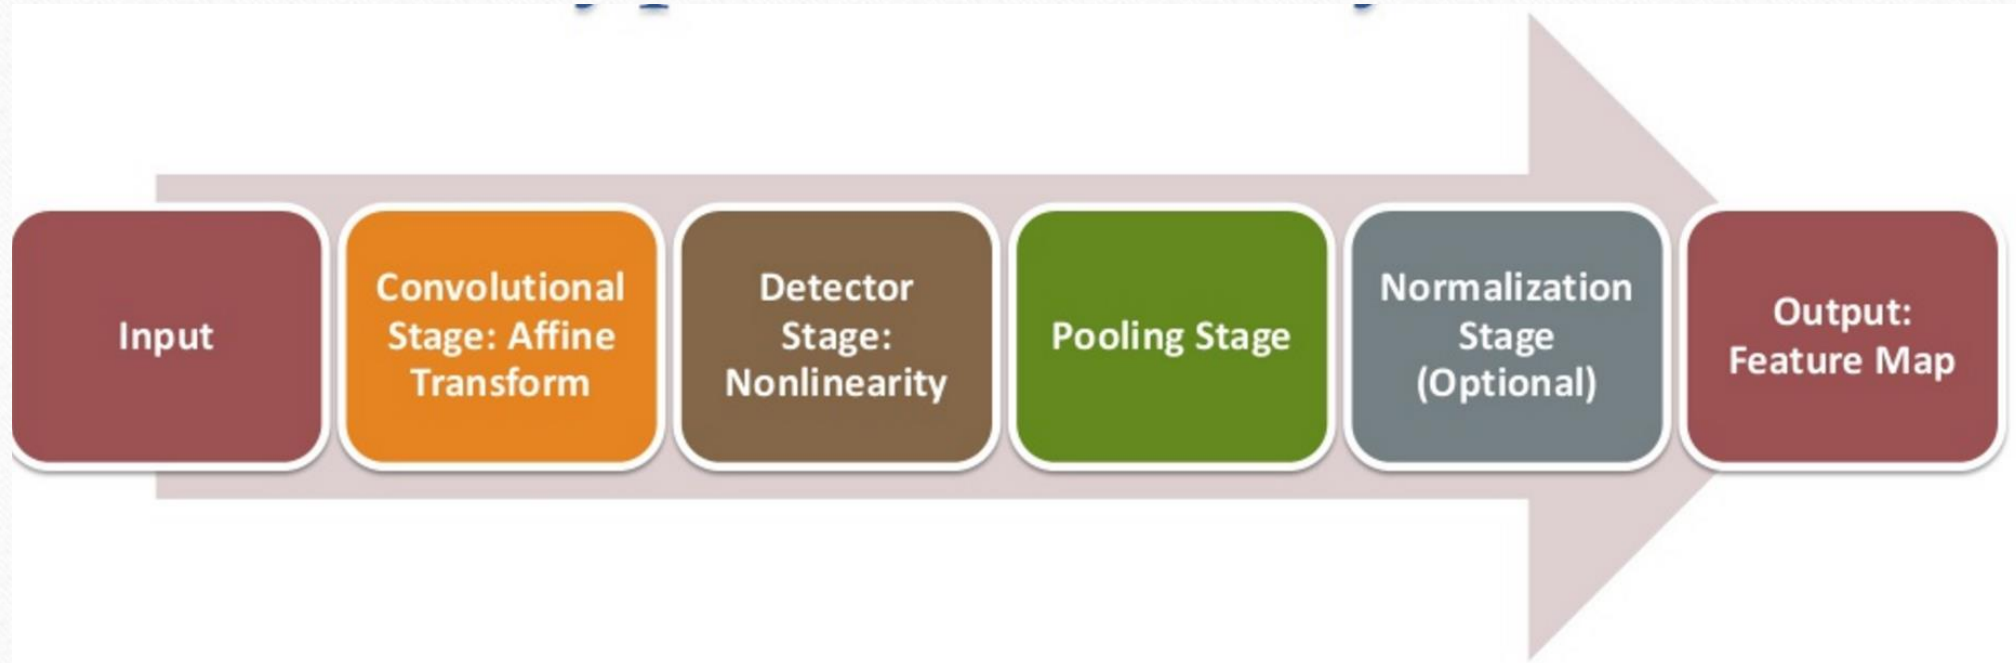 Input
Convolutional
Stage: Affine
Transform
Detector
Stage:
Nonlinearity
Pooling Stage
Normalization
Stage
(Optional)
Output:
Feature Map